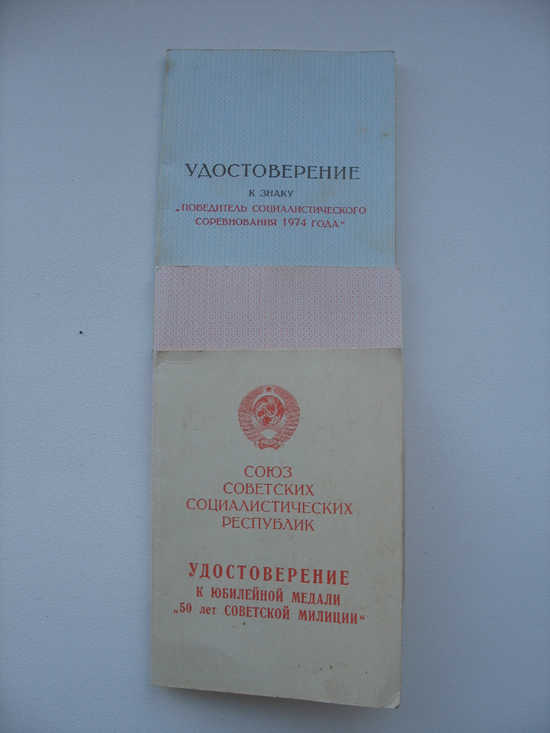 УДОСТОВЕРЕНИЕ
К ЗНАКУ
„ПОБЕДИТЕЛЬ СОЦИАЛИСТИЧЕСКОГО
СОРЕВНОВАНИЯ 1974 ГОДА“
СОЮЗ
СОВЕТСКИХ
СОЦИАЛИСТИЧЕСКИХ
РЕСПУБЛИК
УДОСТОВЕРЕНИЕ
К ЮБИЛЕЙНОЙ МЕДАЛИ
„50 лет СОВЕТСКОЙ МИЛИЦИИ“